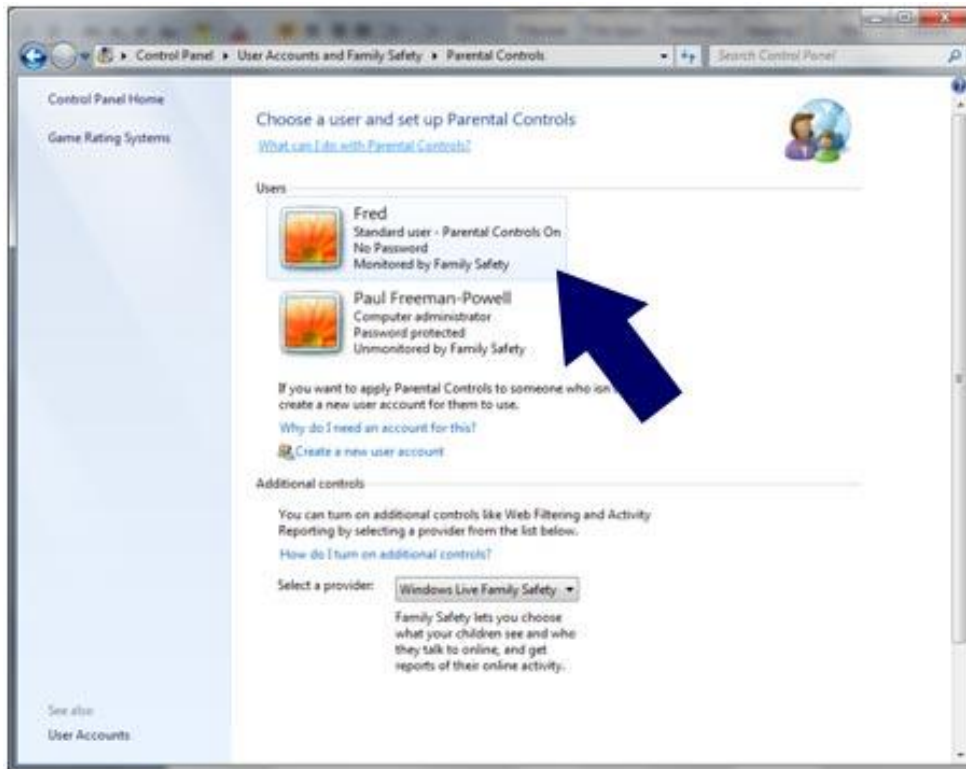 Control Panel ▸ User Accounts and Family Safety ▸ Parental Controls
Search Control Panel
Control Panel Home
Game Rating Systems
Choose a user and set up Parental Controls
What can I do with Parental Controls?
Users
Fred
Standard user - Parental Controls On
No Password
Monitored by Family Safety
Paul Freeman-Powell
Computer administrator
Password protected
Unmonitored by Family Safety
If you want to apply Parental Controls to someone who isn
create a new user account for them to use.
Why do I need an account for this?
Create a new user account
Additional controls
You can turn on additional controls like Web Filtering and Activity
Reporting by selecting a provider from the list below.
How do I turn on additional controls?
Select a provider:
Windows Live Family Safety
Family Safety lets you choose
what your children see and who
they talk to online, and get
reports of their online activity.
See also
User Accounts